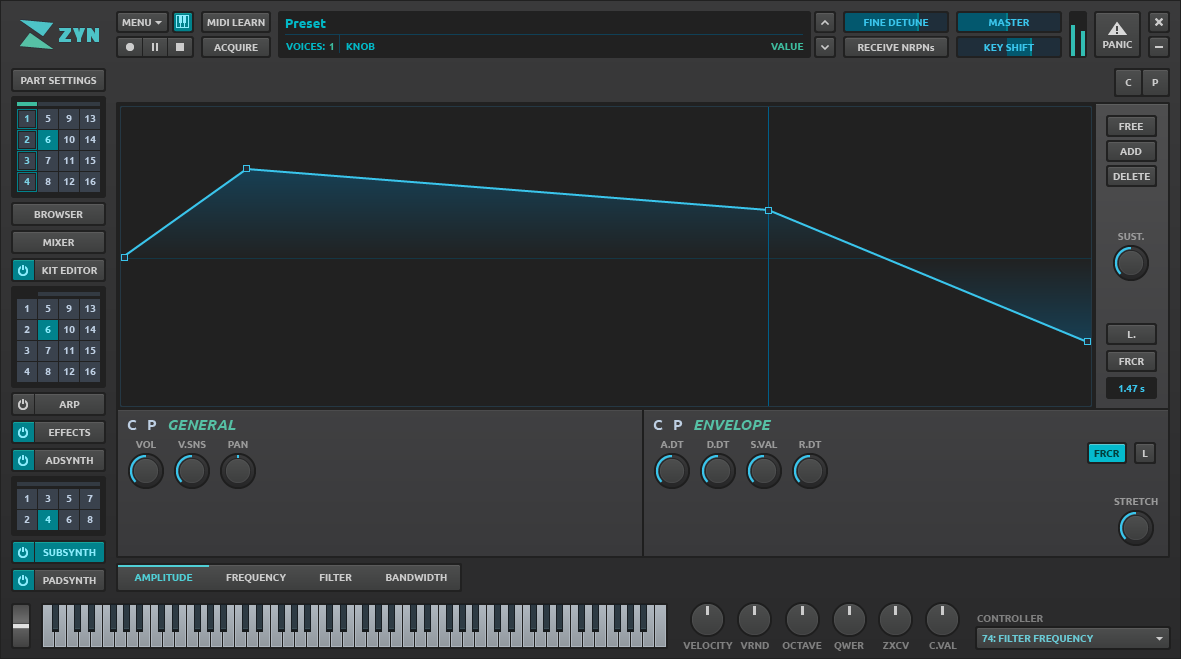 ZYN
MENU
MIDI LEARN
ACQUIRE
Preset
VOICES: 1 KNOB VALUE
FINE DETUNE
RECEIVE NRPNs
MASTER
KEY SHIFT
PANIC
PART SETTINGS
C P
1 5 9 13
2 6 10 14
3 7 11 15
4 8 12 16
BROWSER
MIXER
KIT EDITOR
1 5 9 13
2 6 10 14
3 7 11 15
4 8 12 16
ARP
EFFECTS
ADSYNTH
1 3 5 7
2 4 6 8
SUBSYNTH
PADSYNTH
FREE
ADD
DELETE
SUST.
L.
FRCR
1.47 s
C P GENERAL
VOL V.SNS PAN
C P ENVELOPE
A.DT D.DT S.VAL R.DT
FRCR L
STRETCH
AMPLITUDE FREQUENCY FILTER BANDWIDTH
VELOCITY VRND OCTAVE QWER ZXCV C.VAL
CONTROLLER
74: FILTER FREQUENCY